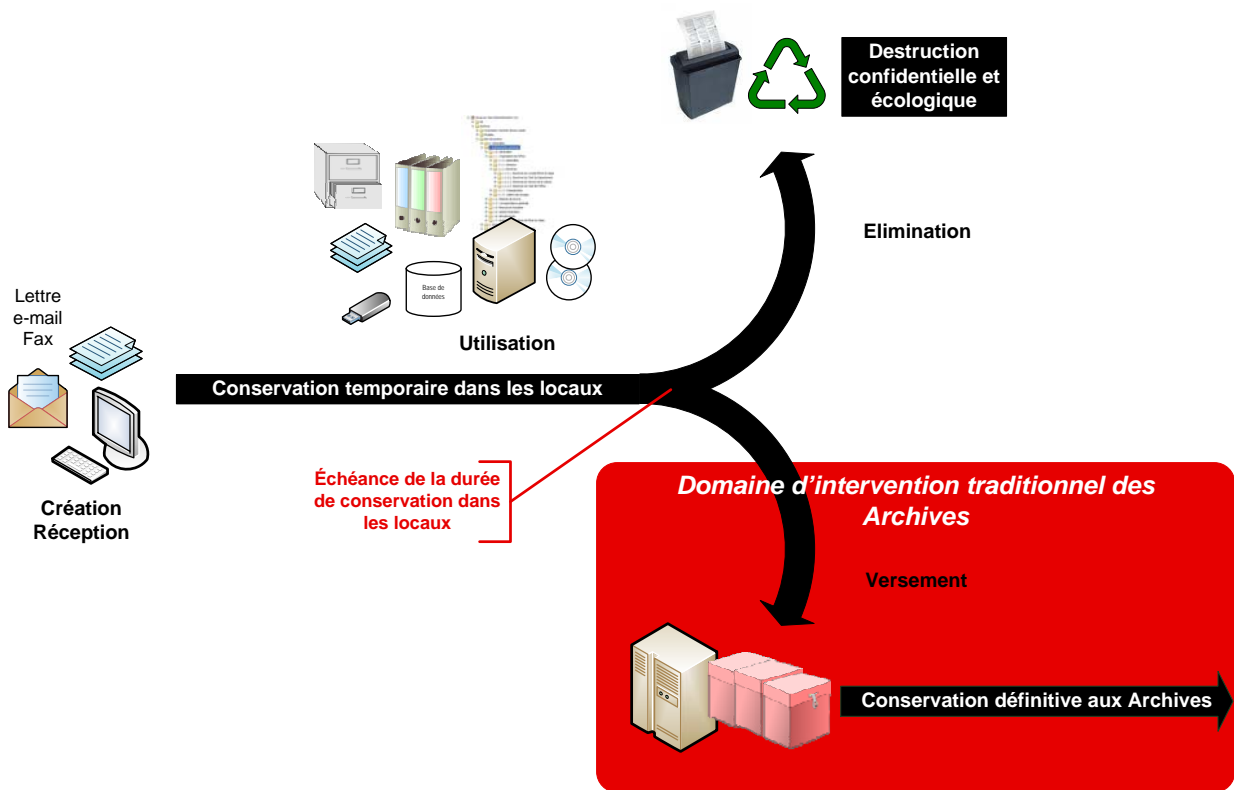 Destruction
confidentielle et
écologique
Elimination
Base de
données
Utilisation
Lettre
e-mail
Fax
Création
Réception
Conservation temporaire dans les locaux
Échéance de la durée
de conservation dans
les locaux
Domaine d’intervention traditionnel des
Archives
Versement
Conservation définitive aux Archives